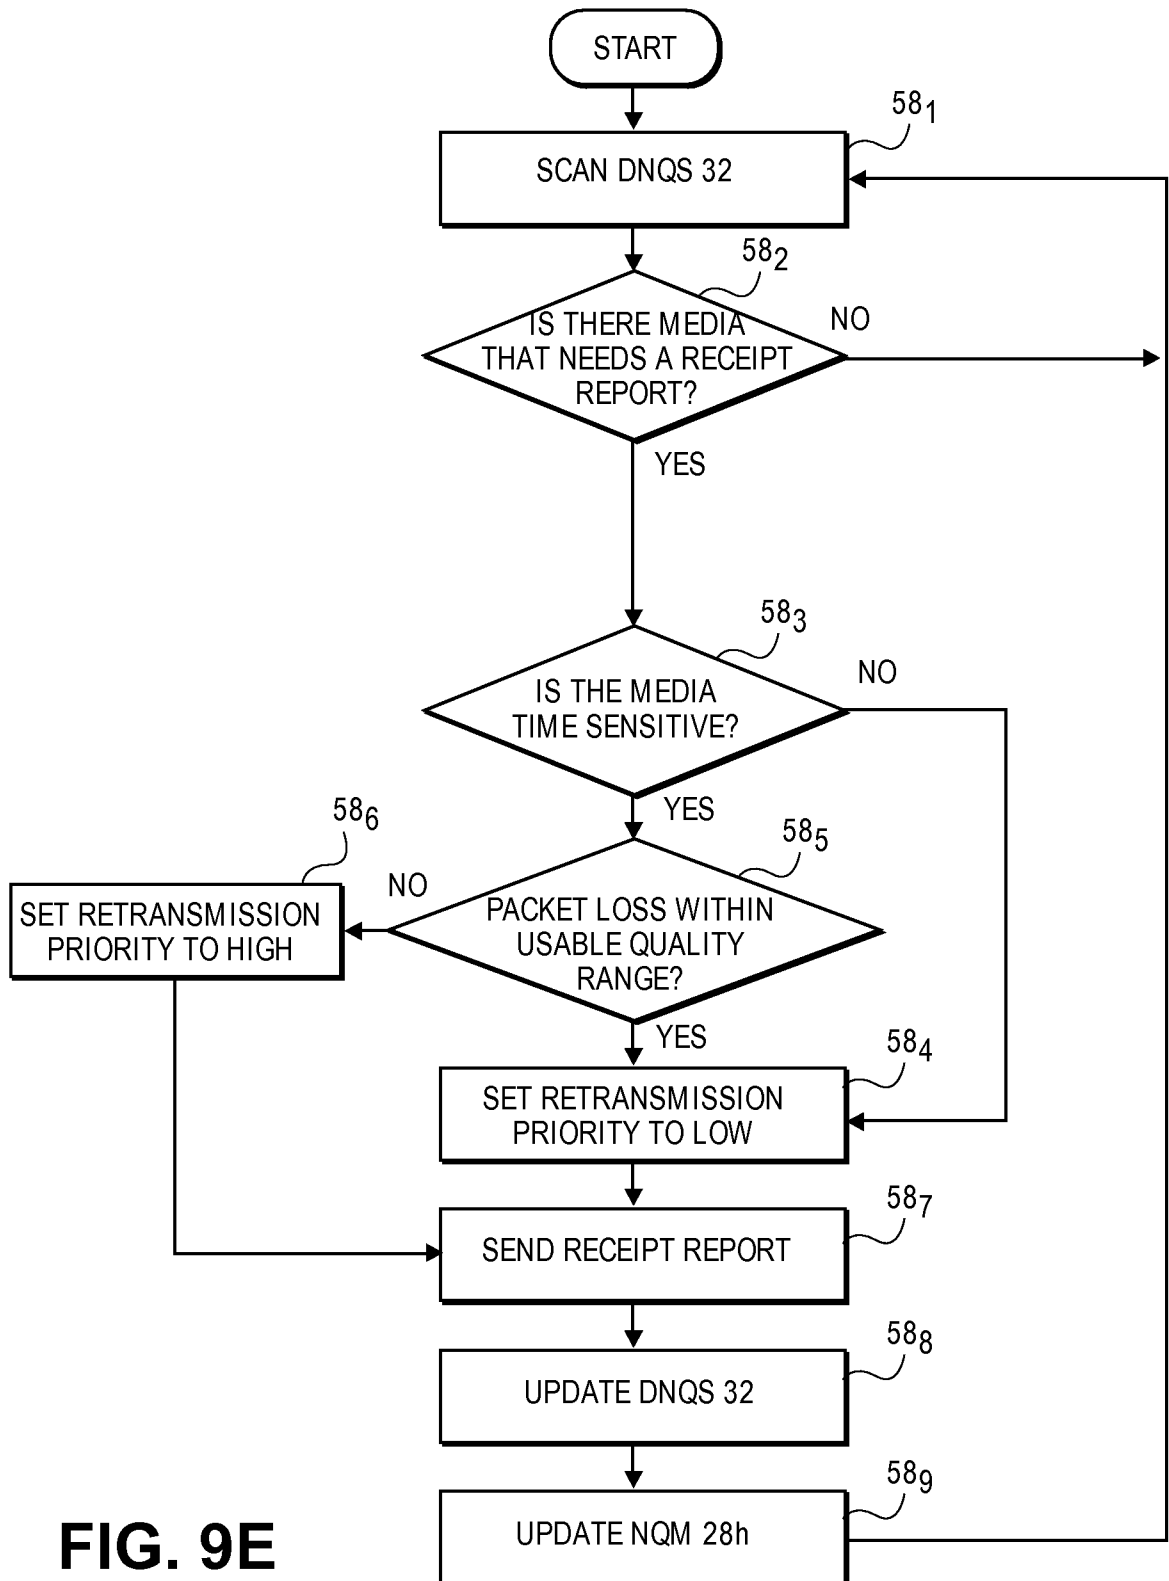 START
58₁
SCAN DNQS 32
58₂
IS THERE MEDIA
THAT NEEDS A RECEIPT
REPORT?
NO
YES
58₃
IS THE MEDIA
TIME SENSITIVE?
NO
YES
58₅
PACKET LOSS WITHIN
USABLE QUALITY
RANGE?
NO
58₆
SET RETRANSMISSION
PRIORITY TO HIGH
YES
58₄
SET RETRANSMISSION
PRIORITY TO LOW
58₇
SEND RECEIPT REPORT
58₈
UPDATE DNQS 32
58₉
UPDATE NQM 28h
FIG. 9E